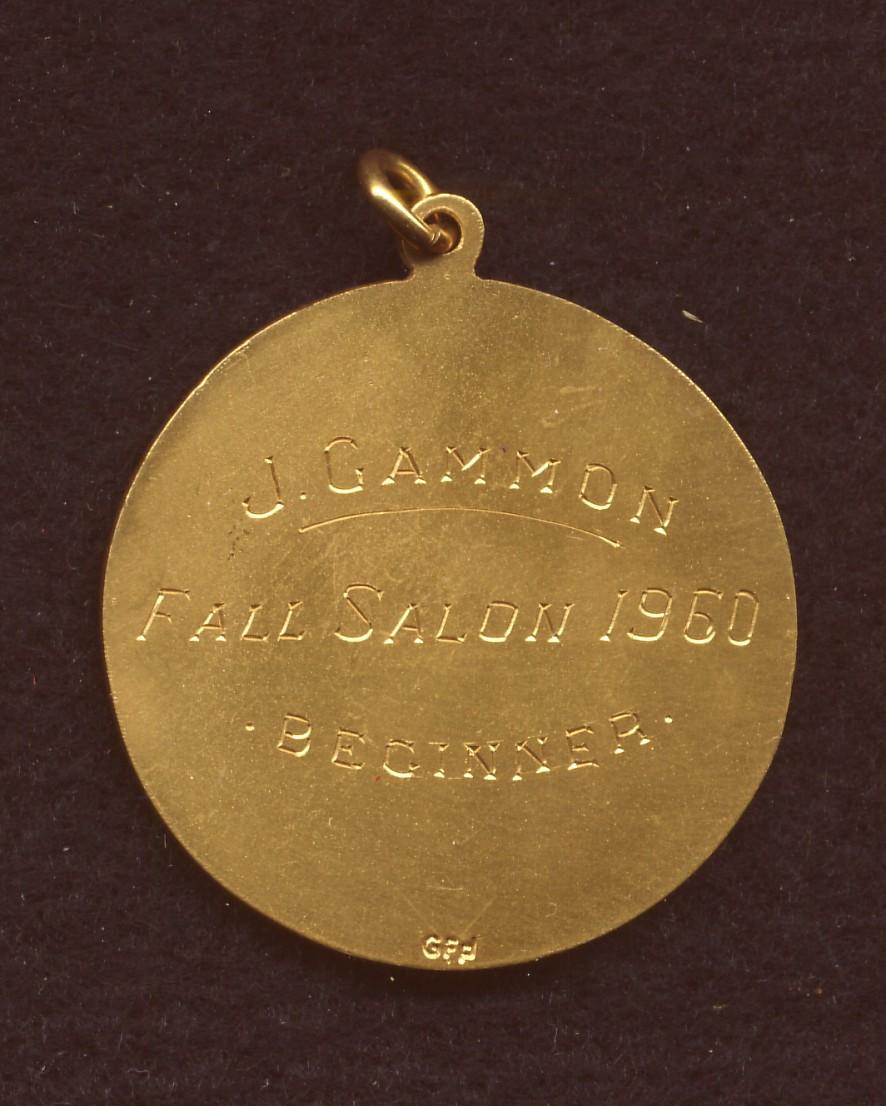 J. GAMMON
FALL SALON 1960
· BEGINNER ·
GFJ